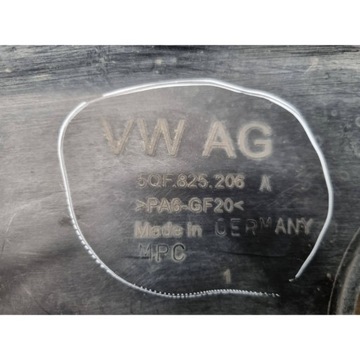 VW AG
5QF.825.206 A
>PA6-GF20<
Made in GERMANY
MPC
1